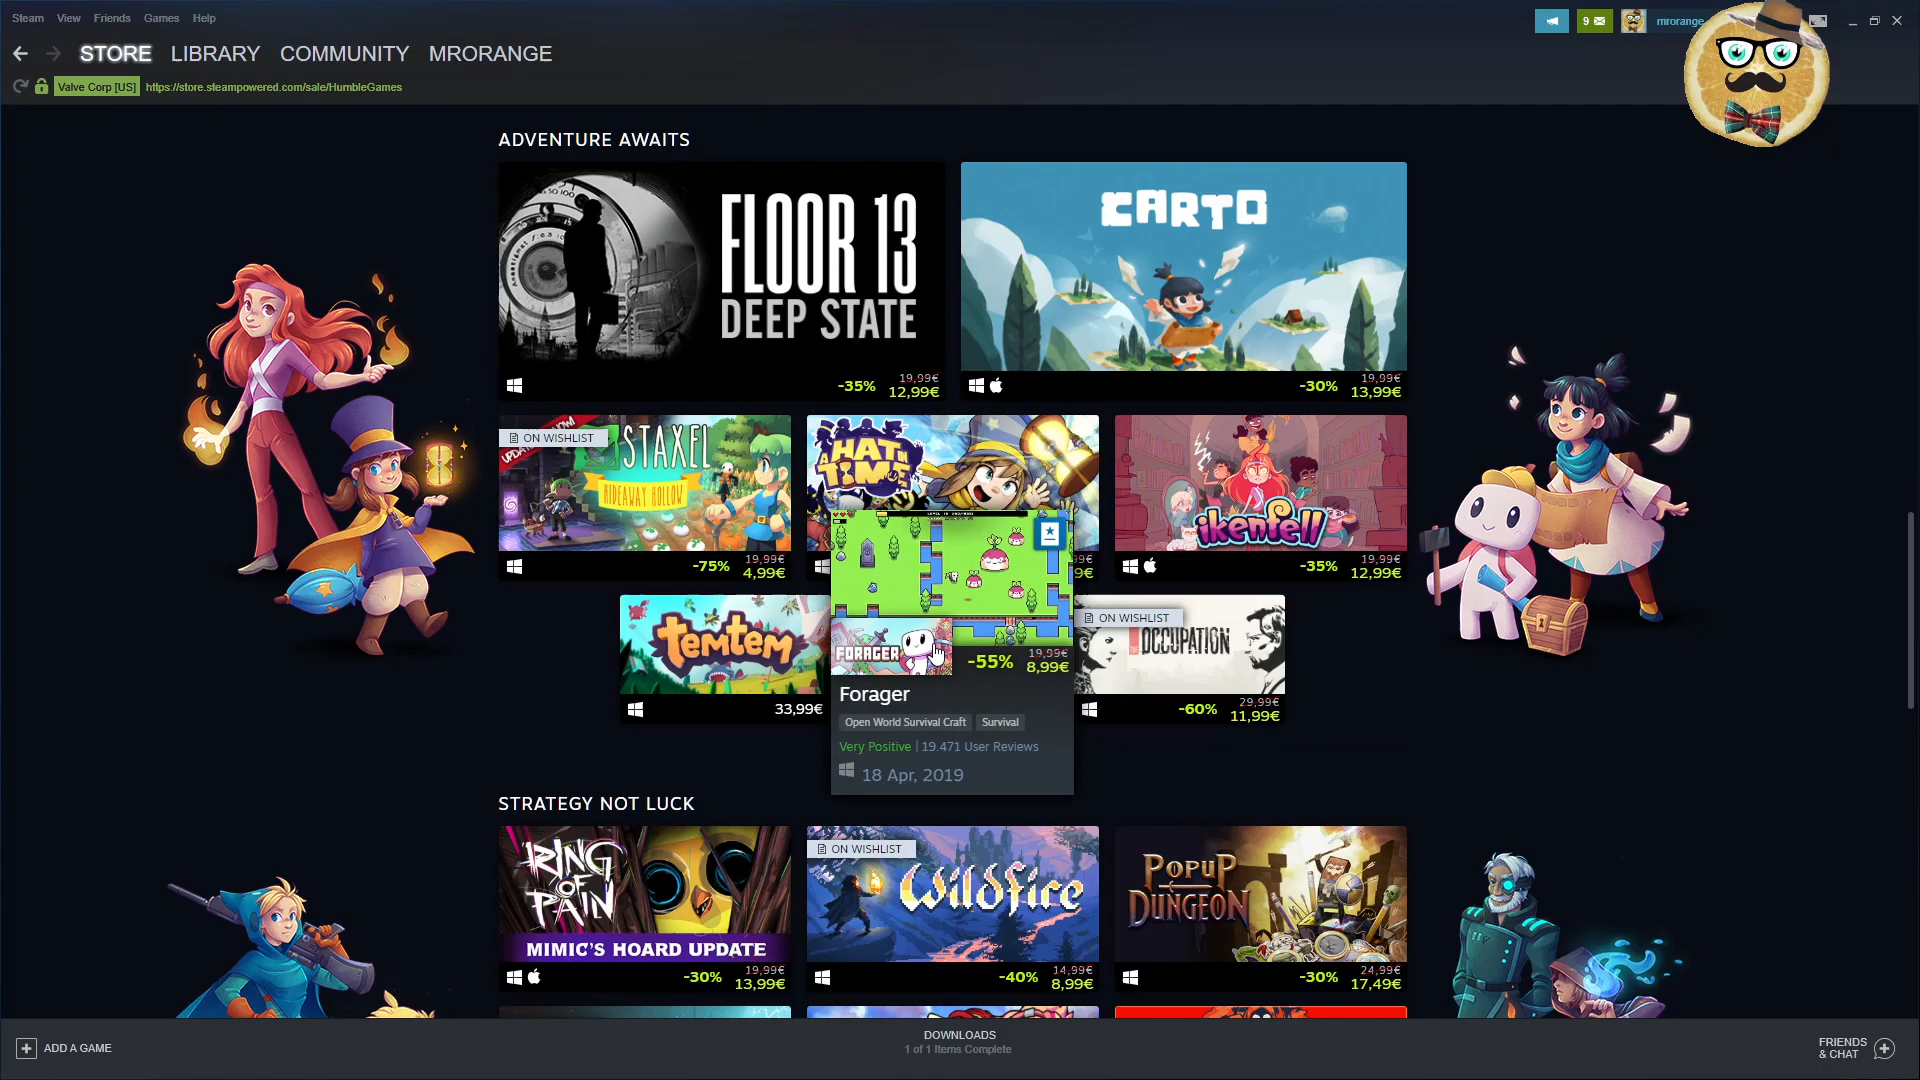 Steam View Friends Games Help
9
mrorange
STORE LIBRARY COMMUNITY MRORANGE
Valve Corp [US] https://store.steampowered.com/sale/HumbleGames
ADVENTURE AWAITS
FLOOR 13
DEEP STATE
-35% 19,99€ 12,99€
CARTO
-30% 19,99€ 13,99€
ON WISHLIST
STAXEL
HIDEAWAY HOLLOW
-75% 19,99€ 4,99€
A HAT IN TIME
ikenfell
-35% 19,99€ 12,99€
temtem
33,99€
FORAGER
-55% 19,99€ 8,99€
Forager
Open World Survival Craft Survival
Very Positive | 19.471 User Reviews
18 Apr, 2019
ON WISHLIST
THE OCCUPATION
-60% 29,99€ 11,99€
STRATEGY NOT LUCK
RING OF PAIN
MIMIC'S HOARD UPDATE
-30% 19,99€ 13,99€
ON WISHLIST
Wildfire
-40% 14,99€ 8,99€
POPUP DUNGEON
-30% 24,99€ 17,49€
ADD A GAME
DOWNLOADS
1 of 1 Items Complete
FRIENDS
& CHAT